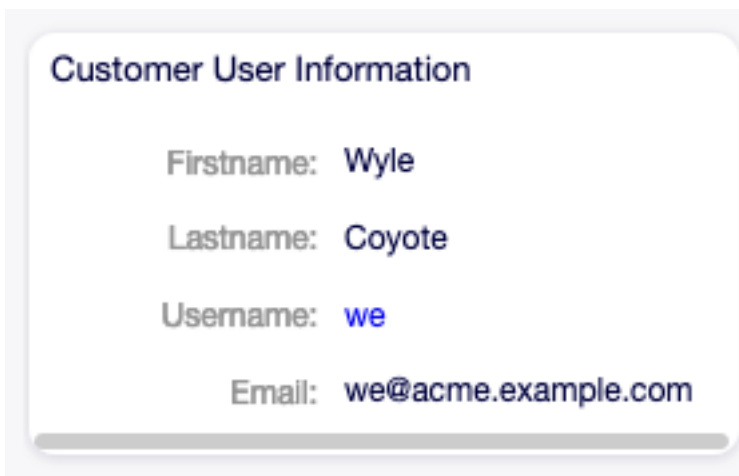 Customer User Information
Firstname: Wyle
Lastname: Coyote
Username: we
Email: we@acme.example.com